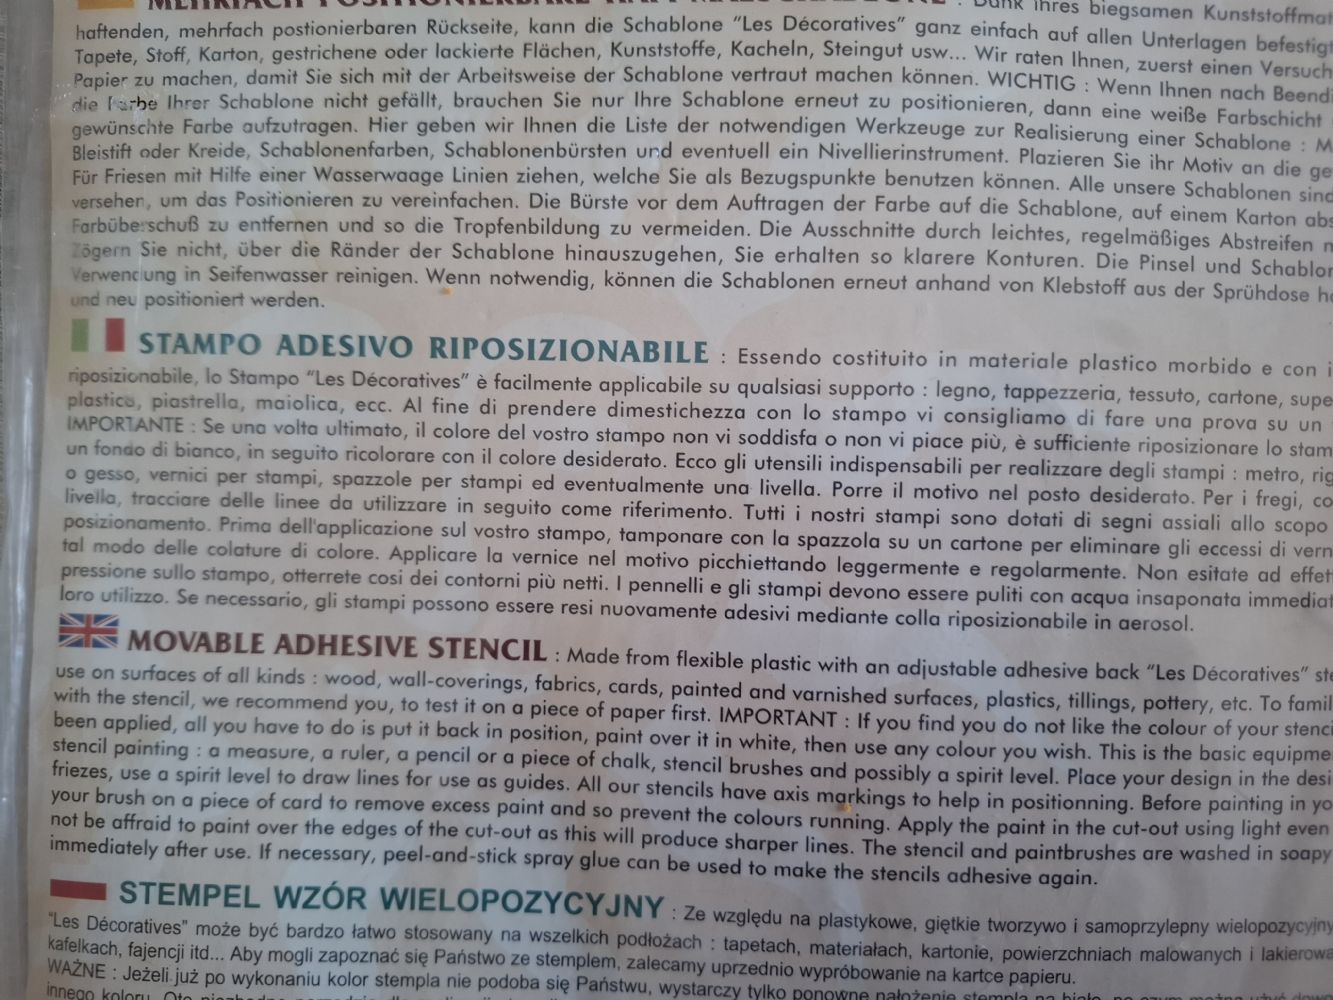 MEHRFACH POSITIONIERBARE HAFT-MALSCHABLONE : Dank ihres biegsamen Kunststoffmat
haftenden, mehrfach postionierbaren Rückseite, kann die Schablone “Les Décoratives” ganz einfach auf allen Unterlagen befestigt
Tapete, Stoff, Karton, gestrichene oder lackierte Flächen, Kunststoffe, Kacheln, Steingut usw... Wir raten Ihnen, zuerst einen Versuch
Papier zu machen, damit Sie sich mit der Arbeitsweise der Schablone vertraut machen können. WICHTIG : Wenn Ihnen nach Beendi
die Farbe Ihrer Schablone nicht gefällt, brauchen Sie nur Ihre Schablone erneut zu positionieren, dann eine weiße Farbschicht
gewünschte Farbe aufzutragen. Hier geben wir Ihnen die Liste der notwendigen Werkzeuge zur Realisierung einer Schablone : M
Bleistift oder Kreide, Schablonenfarben, Schablonenbürsten und eventuell ein Nivellierinstrument. Plazieren Sie ihr Motiv an die ge
Für Friesen mit Hilfe einer Wasserwaage Linien ziehen, welche Sie als Bezugspunkte benutzen können. Alle unsere Schablonen sind
versehen, um das Positionieren zu vereinfachen. Die Bürste vor dem Auftragen der Farbe auf die Schablone, auf einem Karton abs
Farbüberschuß zu entfernen und so die Tropfenbildung zu vermeiden. Die Ausschnitte durch leichtes, regelmäßiges Abstreifen m
Zögern Sie nicht, über die Ränder der Schablone hinauszugehen, Sie erhalten so klarere Konturen. Die Pinsel und Schablon
Verwendung in Seifenwasser reinigen. Wenn notwendig, können die Schablonen erneut anhand von Klebstoff aus der Sprühdose ha
und neu positioniert werden.
STAMPO ADESIVO RIPOSIZIONABILE : Essendo costituito in materiale plastico morbido e con i
riposizionabile, lo Stampo “Les Décoratives” è facilmente applicabile su qualsiasi supporto : legno, tappezzeria, tessuto, cartone, supe
plastica, piastrella, maiolica, ecc. Al fine di prendere dimestichezza con lo stampo vi consigliamo di fare una prova su un
IMPORTANTE : Se una volta ultimato, il colore del vostro stampo non vi soddisfa o non vi piace più, è sufficiente riposizionare lo stam
un fondo di bianco, in seguito ricolorare con il colore desiderato. Ecco gli utensili indispensabili per realizzare degli stampi : metro, rig
o gesso, vernici per stampi, spazzole per stampi ed eventualmente una livella. Porre il motivo nel posto desiderato. Per i fregi, co
livella, tracciare delle linee da utilizzare in seguito come riferimento. Tutti i nostri stampi sono dotati di segni assiali allo scopo
posizionamento. Prima dell'applicazione sul vostro stampo, tamponare con la spazzola su un cartone per eliminare gli eccessi di vern
tal modo delle colature di colore. Applicare la vernice nel motivo picchiettando leggermente e regolarmente. Non esitate ad effett
pressione sullo stampo, otterrete cosi dei contorni più netti. I pennelli e gli stampi devono essere puliti con acqua insaponata immediat
loro utilizzo. Se necessario, gli stampi possono essere resi nuovamente adesivi mediante colla riposizionabile in aerosol.
MOVABLE ADHESIVE STENCIL : Made from flexible plastic with an adjustable adhesive back “Les Décoratives” ste
use on surfaces of all kinds : wood, wall-coverings, fabrics, cards, painted and varnished surfaces, plastics, tillings, pottery, etc. To famil
with the stencil, we recommend you, to test it on a piece of paper first. IMPORTANT : If you find you do not like the colour of your stenci
been applied, all you have to do is put it back in position, paint over it in white, then use any colour you wish. This is the basic equipme
stencil painting : a measure, a ruler, a pencil or a piece of chalk, stencil brushes and possibly a spirit level. Place your design in the desi
friezes, use a spirit level to draw lines for use as guides. All our stencils have axis markings to help in positionning. Before painting in yo
your brush on a piece of card to remove excess paint and so prevent the colours running. Apply the paint in the cut-out using light even
not be affraid to paint over the edges of the cut-out as this will produce sharper lines. The stencil and paintbrushes are washed in soapy
immediately after use. If necessary, peel-and-stick spray glue can be used to make the stencils adhesive again.
STEMPEL WZÓR WIELOPOZYCYJNY : Ze względu na plastykowe, giętkie tworzywo i samoprzylepny wielopozycyjny
“Les Décoratives” może być bardzo łatwo stosowany na wszelkich podłożach : tapetach, materiałach, kartonie, powierzchniach malowanych i lakierowa
kafelkach, fajencji itd... Aby mogli zapoznać się Państwo ze stemplem, zalecamy uprzednio wypróbowanie na kartce papieru.
WAŻNE : Jeżeli już po wykonaniu kolor stempla nie podoba się Państwu, wystarczy tylko ponowne nałożenie stempla na biało, po czym
innego koloru.